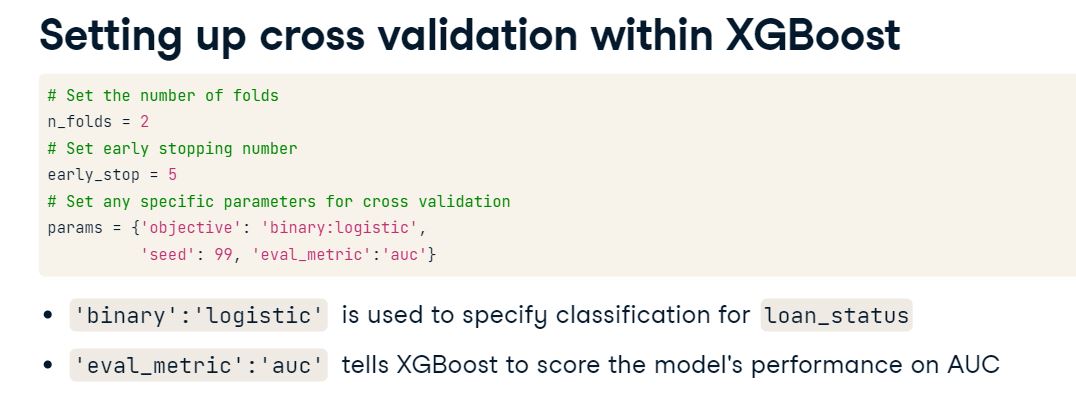 Setting up cross validation within XGBoost
# Set the number of folds
n_folds = 2
# Set early stopping number
early_stop = 5
# Set any specific parameters for cross validation
params = {'objective': 'binary:logistic',
          'seed': 99, 'eval_metric':'auc'}
• 'binary':'logistic' is used to specify classification for loan_status
• 'eval_metric':'auc' tells XGBoost to score the model's performance on AUC